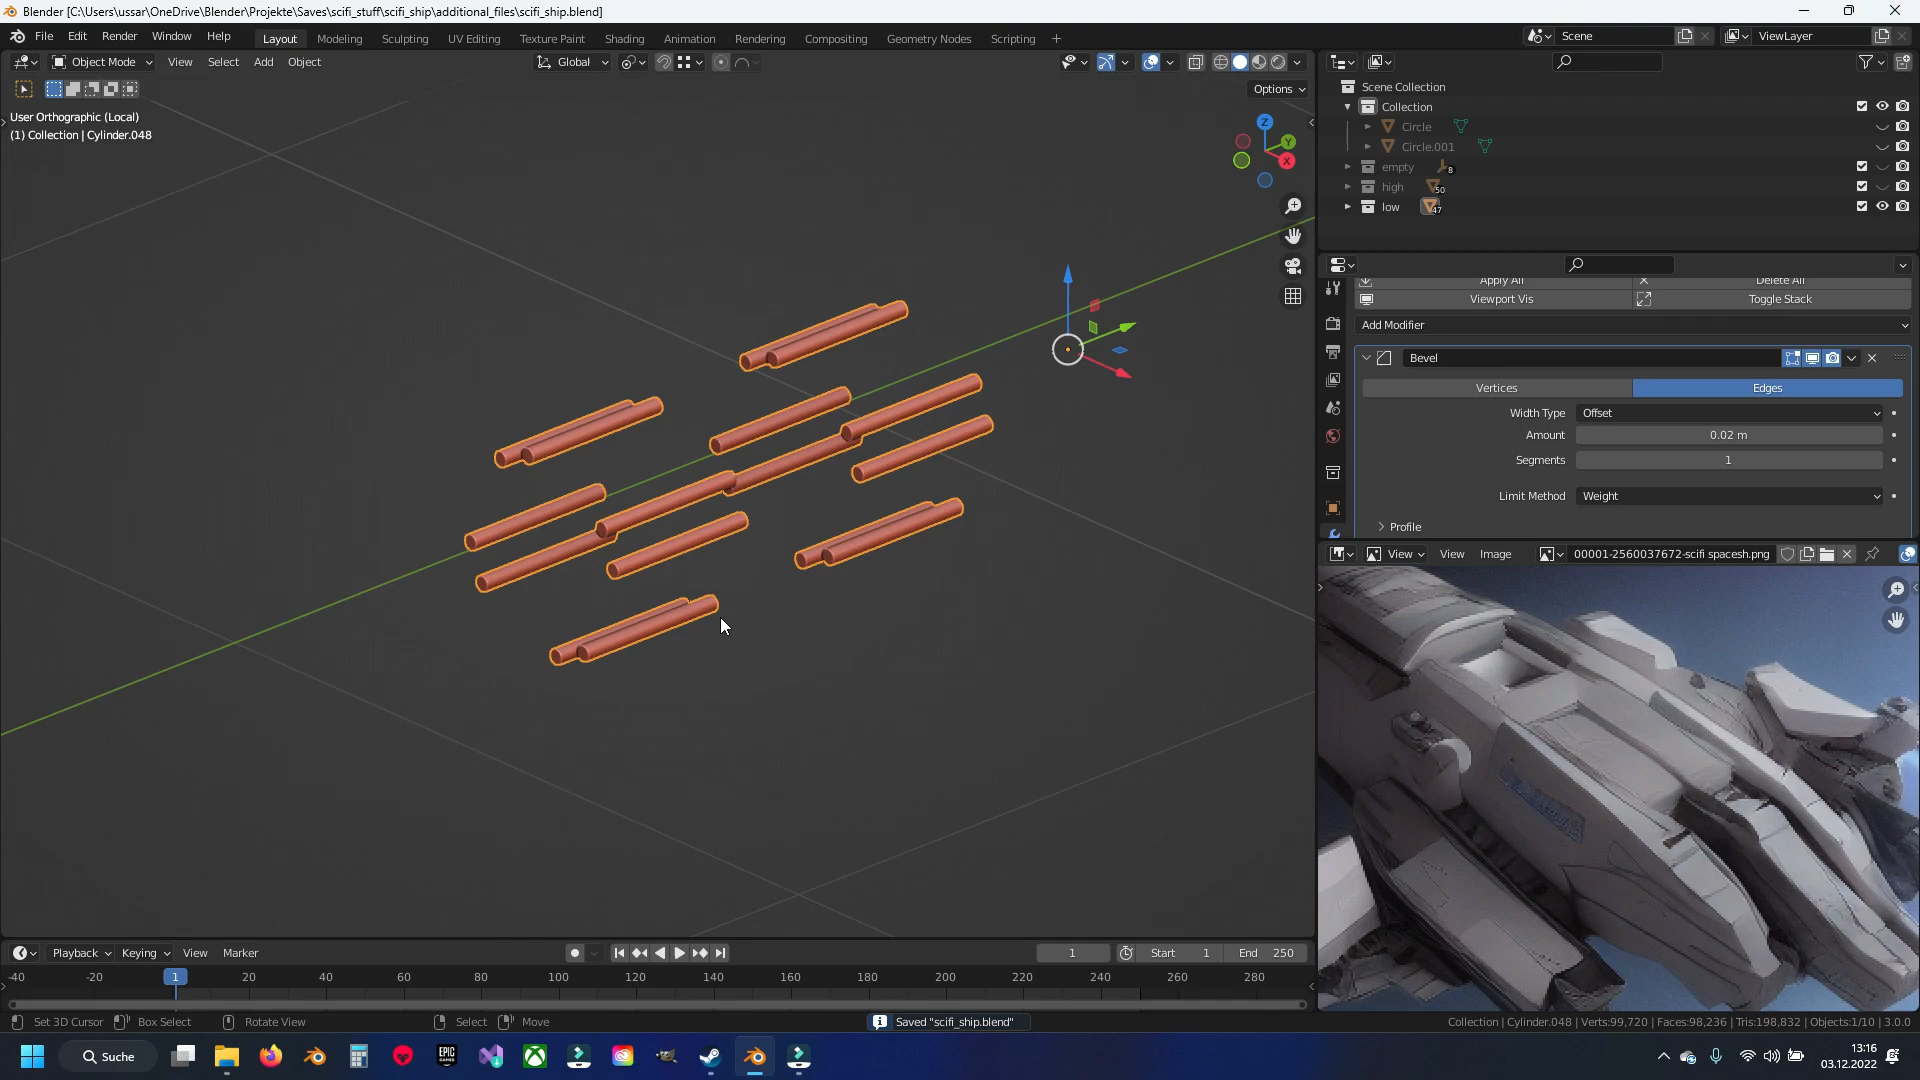 Blender [C:\Users\ussar\OneDrive\Blender\Projekte\Saves\scifi_stuff\scifi_ship\additional_files\scifi_ship.blend]
File Edit Render Window Help Layout Modeling Sculpting UV Editing Texture Paint Shading Animation Rendering Compositing Geometry Nodes Scripting + Scene ViewLayer
Object Mode View Select Add Object Global
Options
User Orthographic (Local)
(1) Collection | Cylinder.048
Z
Y
X
Scene Collection
Collection
Circle
Circle.001
empty 8
high 50
low 47
Apply All Delete All
Viewport Vis Toggle Stack
Add Modifier
Bevel
Vertices Edges
Width Type Offset
Amount 0.02 m
Segments 1
Limit Method Weight
Profile
View View Image 00001-2560037672-scifi spacesh.png
Playback Keying View Marker 1 Start 1 End 250
-40 -20 1 20 40 60 80 100 120 140 160 180 200 220 240 260 280
Set 3D Cursor Box Select Rotate View Select Move Saved "scifi_ship.blend" Collection | Cylinder.048 | Verts:99,720 | Faces:98,236 | Tris:198,832 | Objects:1/10 | 3.0.0
Suche EPIC GAMES 13:16
03.12.2022